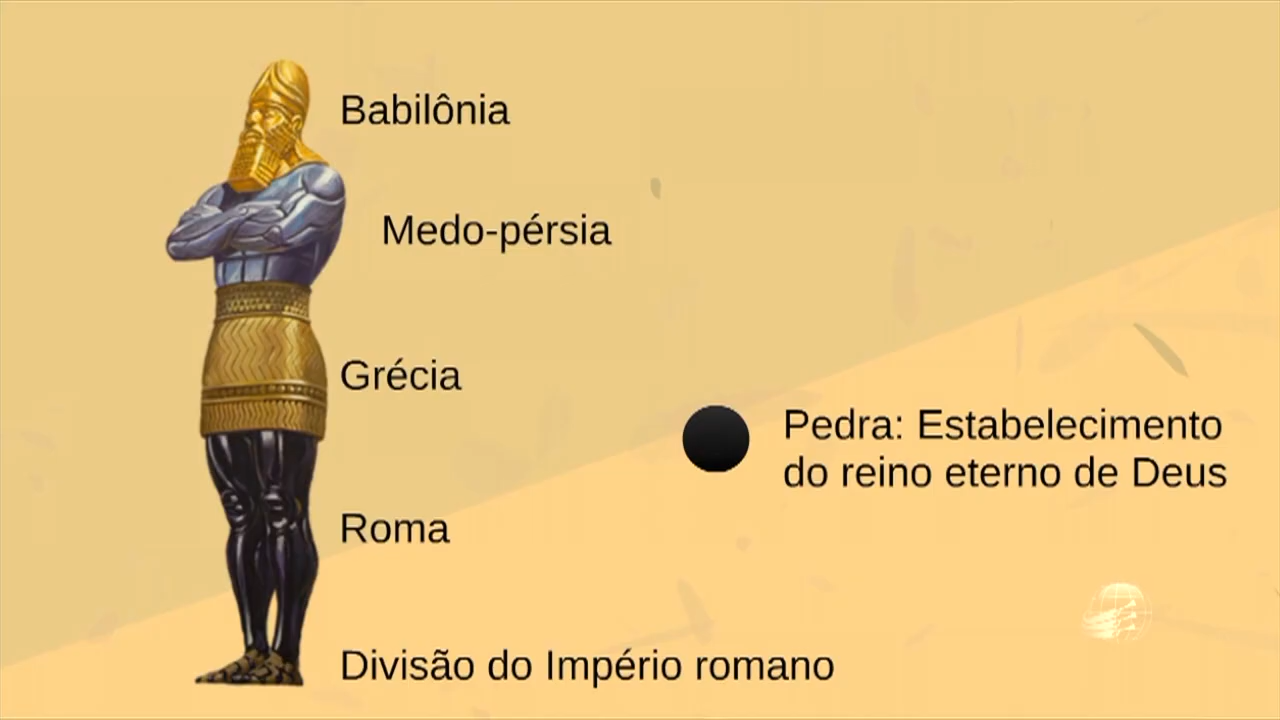 Babilônia
Medo-pérsia
Grécia
Pedra: Estabelecimento
do reino eterno de Deus
Roma
Divisão do Império romano